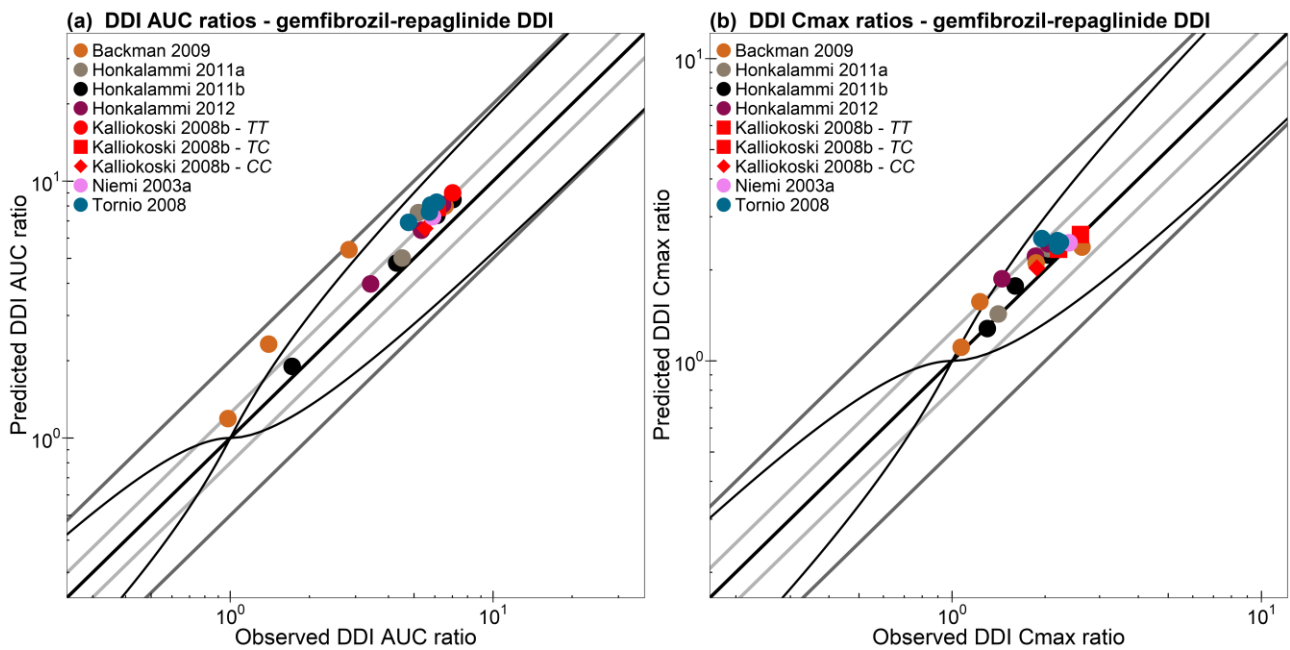 (a) DDI AUC ratios - gemfibrozil-repaglinide DDI
Backman 2009
Honkalammi 2011a
Honkalammi 2011b
Honkalammi 2012
Kalliokoski 2008b - TT
Kalliokoski 2008b - TC
Kalliokoski 2008b - CC
Niemi 2003a
Tornio 2008
Predicted DDI AUC ratio
10¹
10⁰
10⁰ 10¹
Observed DDI AUC ratio
(b) DDI Cmax ratios - gemfibrozil-repaglinide DDI
Backman 2009
Honkalammi 2011a
Honkalammi 2011b
Honkalammi 2012
Kalliokoski 2008b - TT
Kalliokoski 2008b - TC
Kalliokoski 2008b - CC
Niemi 2003a
Tornio 2008
Predicted DDI Cmax ratio
10¹
10⁰
10⁰ 10¹
Observed DDI Cmax ratio